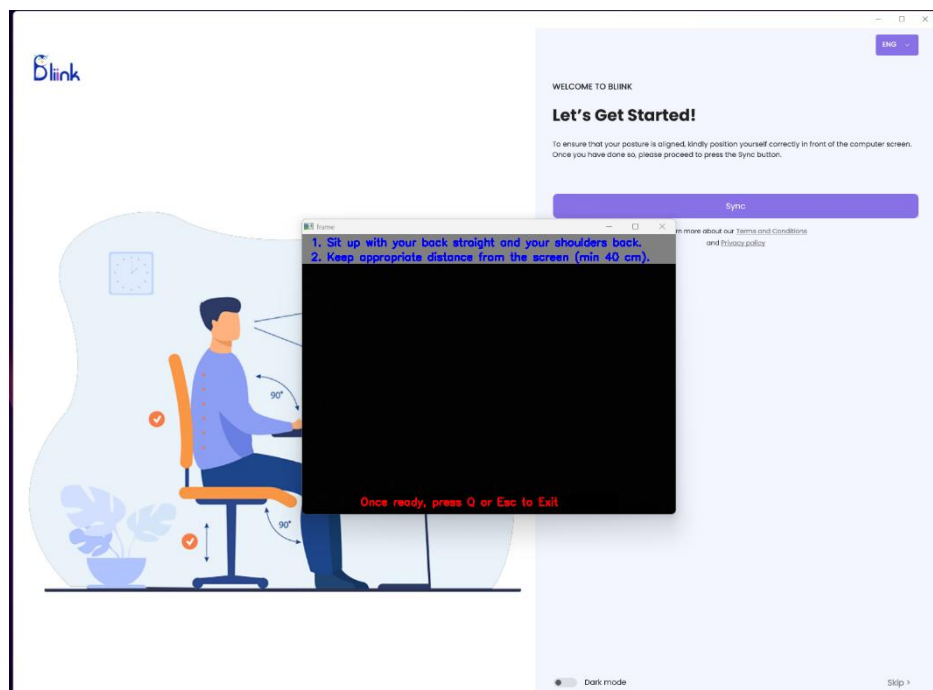 Bliink
ENG
WELCOME TO BLIINK
Let's Get Started!
To ensure that your posture is aligned, kindly position yourself correctly in front of the computer screen.
Once you have done so, please proceed to press the Sync button.
Sync
more about our Terms and Conditions
and Privacy policy
frame
1. Sit up with your back straight and your shoulders back.
2. Keep appropriate distance from the screen (min 40 cm).
Once ready, press Q or Esc to Exit
90°
90°
Dark mode
Skip >